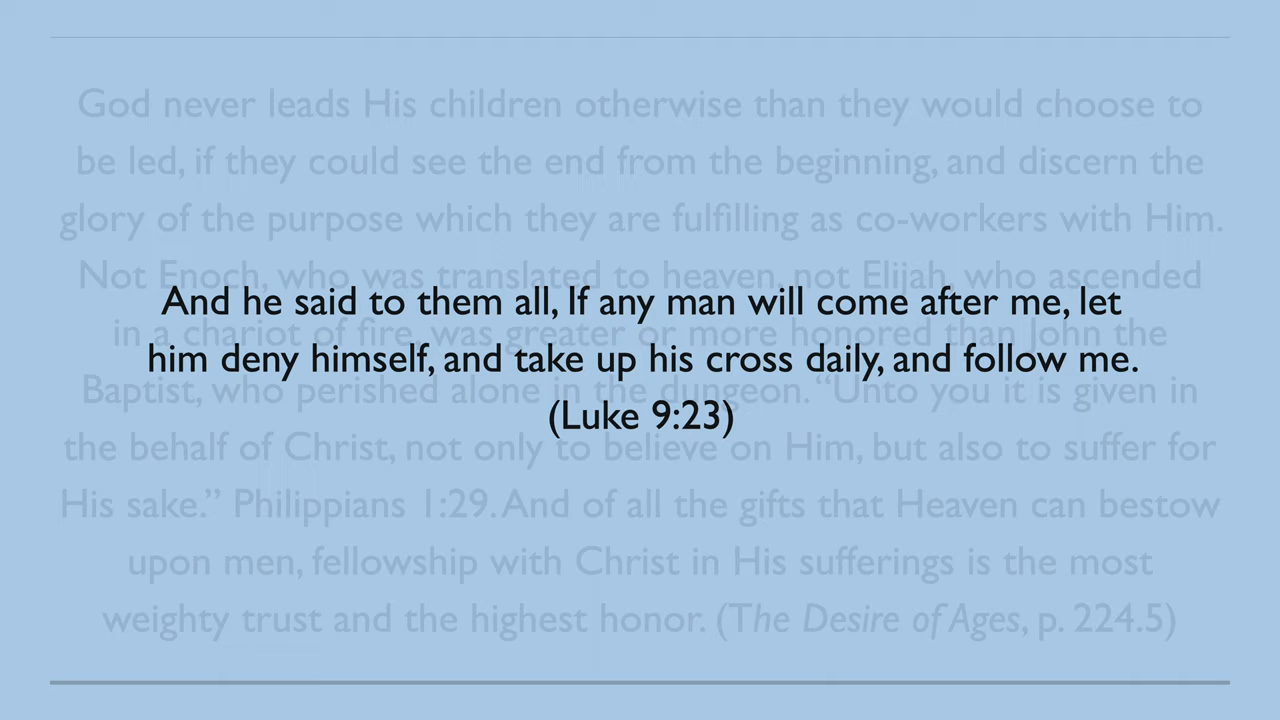 God never leads His children otherwise than they would choose to
be led, if they could see the end from the beginning, and discern the
glory of the purpose which they are fulfilling as co-workers with Him.
Not Enoch, who was translated to heaven, not Elijah, who ascended
And he said to them all, If any man will come after me, let
in a chariot of fire, was greater or more honored than John the
him deny himself, and take up his cross daily, and follow me.
Baptist, who perished alone in the dungeon. “Unto you it is given in
(Luke 9:23)
the behalf of Christ, not only to believe on Him, but also to suffer for
His sake.” Philippians 1:29. And of all the gifts that Heaven can bestow
upon men, fellowship with Christ in His sufferings is the most
weighty trust and the highest honor. (The Desire of Ages, p. 224.5)